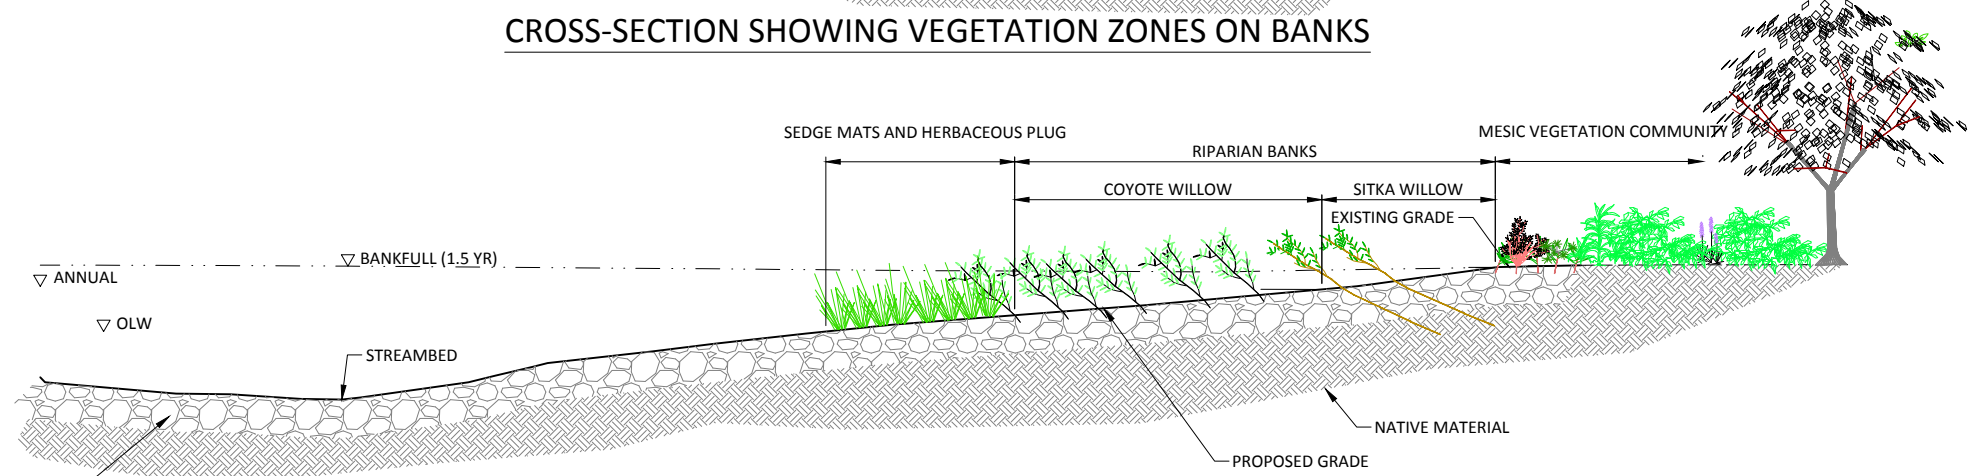 CROSS-SECTION SHOWING VEGETATION ZONES ON BANKS
SEDGE MATS AND HERBACEOUS PLUG
MESIC VEGETATION COMMUNITY
RIPARIAN BANKS
COYOTE WILLOW
SITKA WILLOW
EXISTING GRADE
BANKFULL (1.5 YR)
ANNUAL
OLW
STREAMBED
NATIVE MATERIAL
PROPOSED GRADE